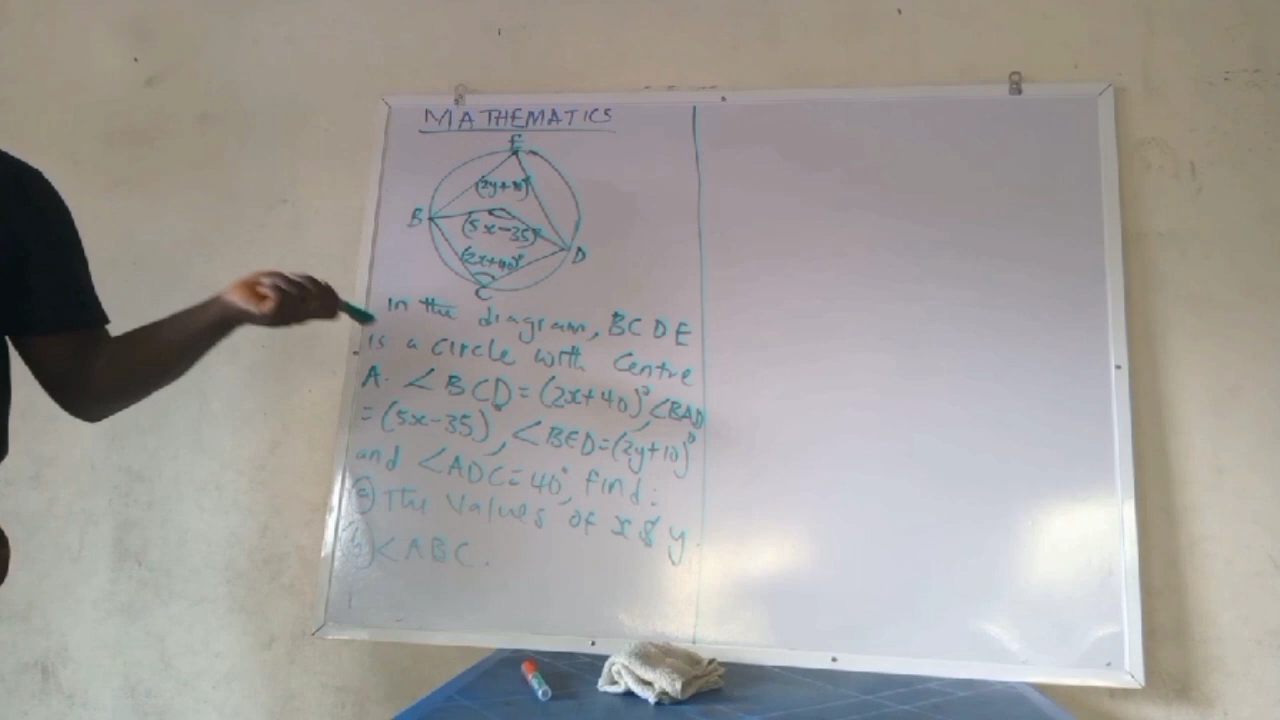 MATHEMATICS
E
(2y+10)°
B
(5x-35)°
D
(2x+40)°
C
In the diagram, BCDE
is a circle with Centre
A. ∠BCD=(2x+40)°, ∠BAD
=(5x-35)°, ∠BED=(2y+10)°
and ∠ADC=40°, find:
(a) The values of x & y.
(b) ∠ABC.